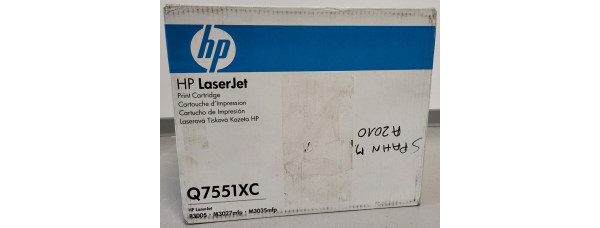 hp
HP LaserJet
Print Cartridge
Cartouche d'Impression
Cartucho de Impresión
Laserová Tisková Kazeta HP
Q7551XC
HP LaserJet
P3005 · M3027mfp · M3035mfp
SPAHN M
A2010